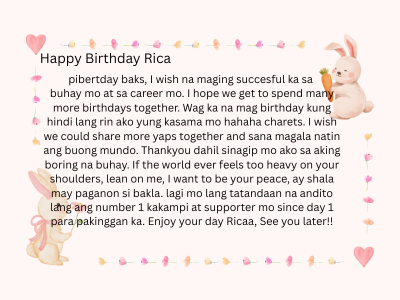 Happy Birthday Rica
pibertday baks, I wish na maging succesful ka sa
buhay mo at sa career mo. I hope we get to spend many
more birthdays together. Wag ka na mag birthday kung
hindi lang rin ako yung kasama mo hahaha charets. I wish
we could share more yaps together and sana magala natin
ang buong mundo. Thankyou dahil sinagip mo ako sa aking
boring na buhay. If the world ever feels too heavy on your
shoulders, lean on me, I want to be your peace, ay shala
may paganon si bakla. lagi mo lang tatandaan na andito
lang ang number 1 kakampi at supporter mo since day 1
para pakinggan ka. Enjoy your day Ricaa, See you later!!